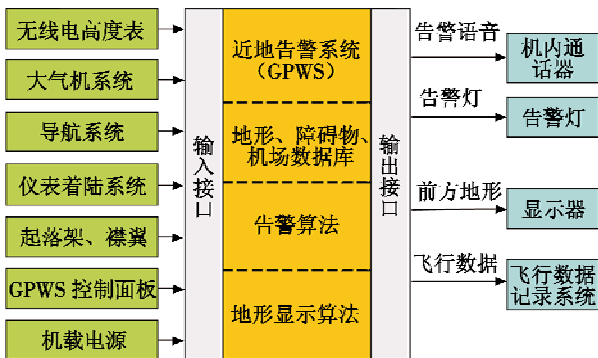 无线电高度表
大气机系统
导航系统
仪表着陆系统
起落架、襟翼
GPWS 控制面板
机载电源
输入接口
近地告警系统
（GPWS）
地形、障碍物、
机场数据库
告警算法
地形显示算法
输出接口
告警语音
告警灯
前方地形
飞行数据
机内通
话器
告警灯
显示器
飞行数据
记录系统